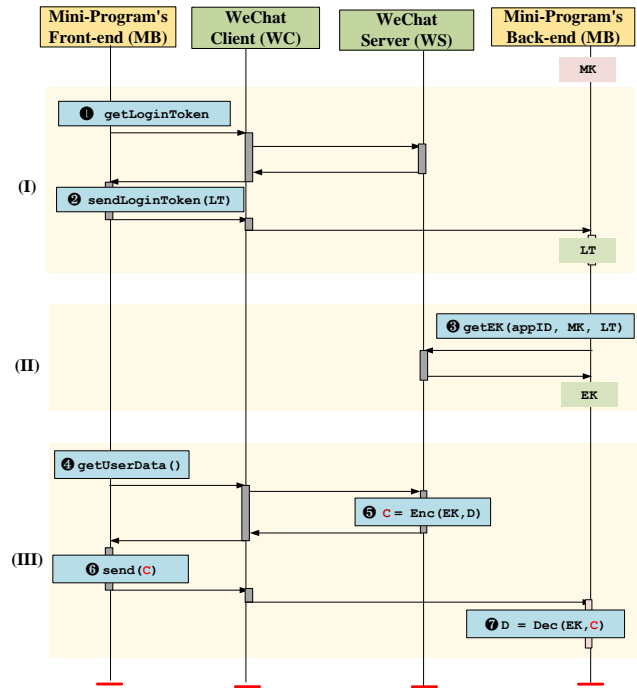 Mini-Program's
Front-end (MB)
WeChat
Client (WC)
WeChat
Server (WS)
Mini-Program's
Back-end (MB)
MK
(I)
❶ getLoginToken
❷ sendLoginToken(LT)
LT
(II)
❸ getEK(appID, MK, LT)
EK
(III)
❹ getUserData()
❺ C = Enc(EK,D)
❻ send(C)
❼ D = Dec(EK,C)